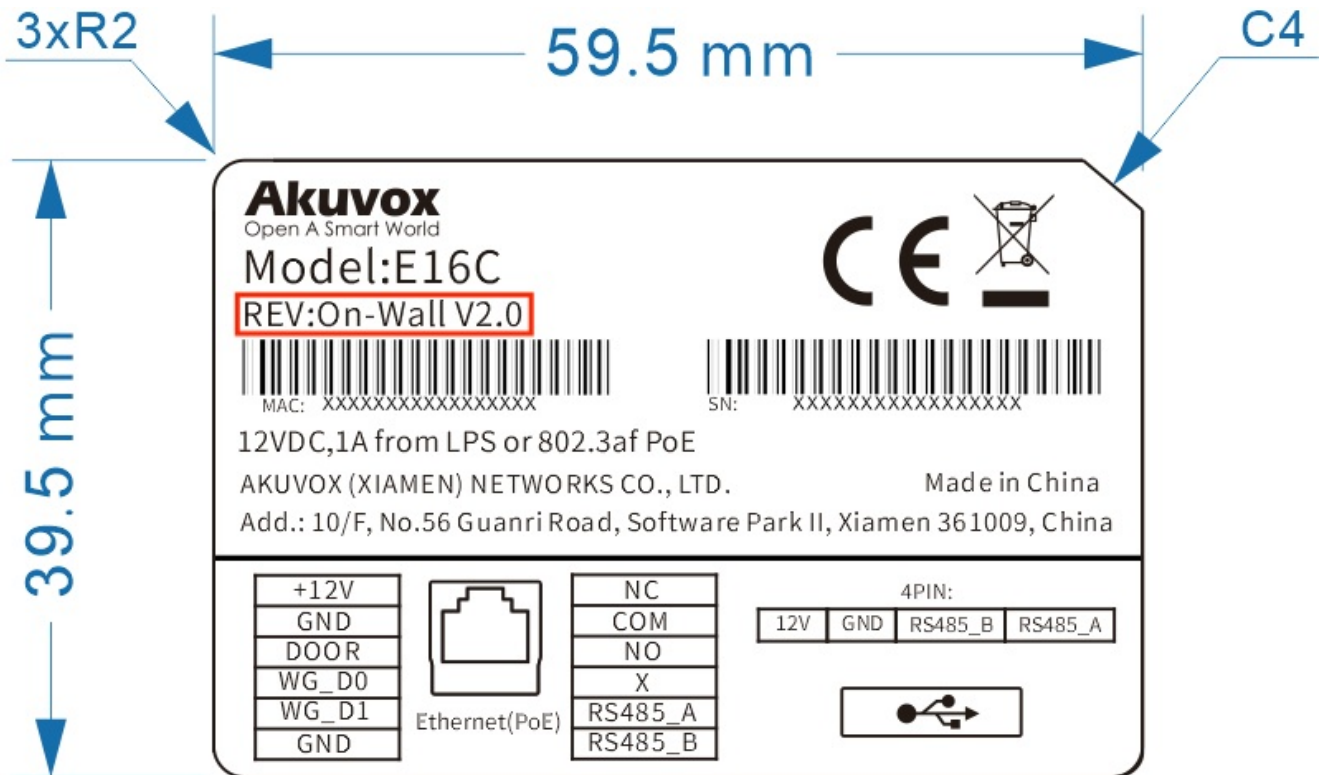 3xR2
59.5 mm
C4
39.5 mm
Akuvox
Open A Smart World
Model:E16C
REV:On-Wall V2.0
CE
MAC: XXXXXXXXXXXXXXXXX
SN: XXXXXXXXXXXXXXXXX
12VDC,1A from LPS or 802.3af PoE
AKUVOX (XIAMEN) NETWORKS CO., LTD.
Made in China
Add.: 10/F, No.56 Guanri Road, Software Park II, Xiamen 361009, China
+12V
GND
DOOR
WG_D0
WG_D1
GND
Ethernet(PoE)
NC
COM
NO
X
RS485_A
RS485_B
4PIN:
12V GND RS485_B RS485_A